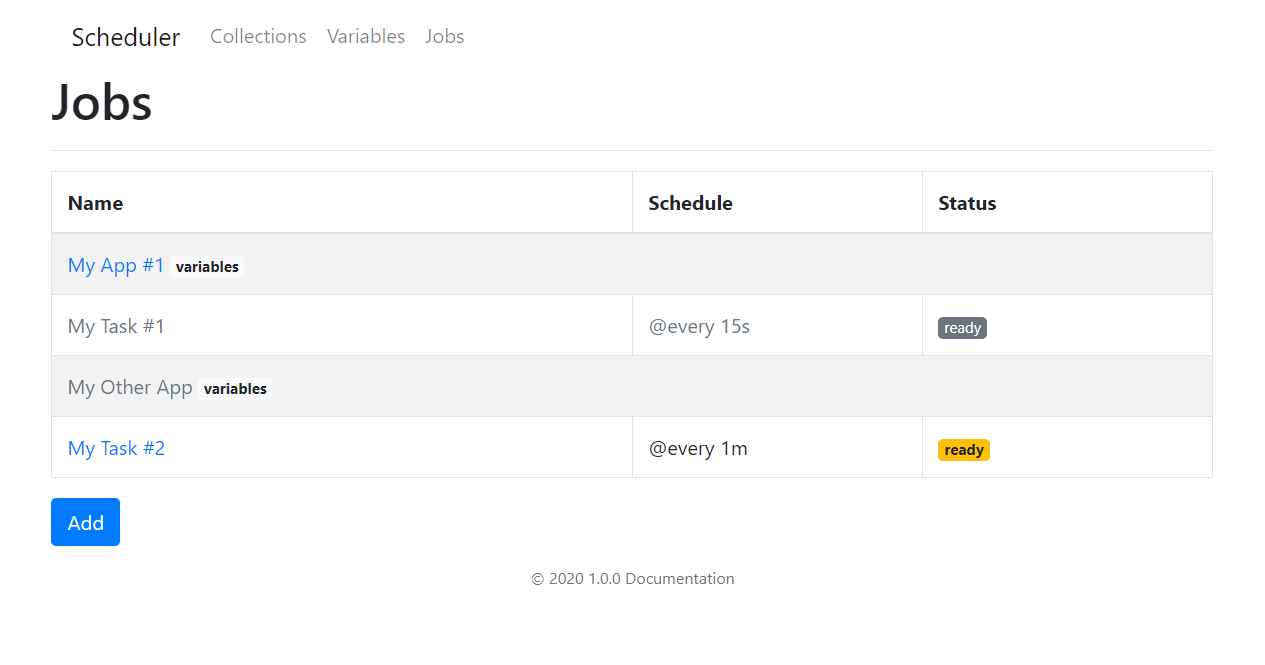 Scheduler Collections Variables Jobs
Jobs
Name Schedule Status
My App #1 variables
My Task #1 @every 15s ready
My Other App variables
My Task #2 @every 1m ready
Add
© 2020 1.0.0 Documentation